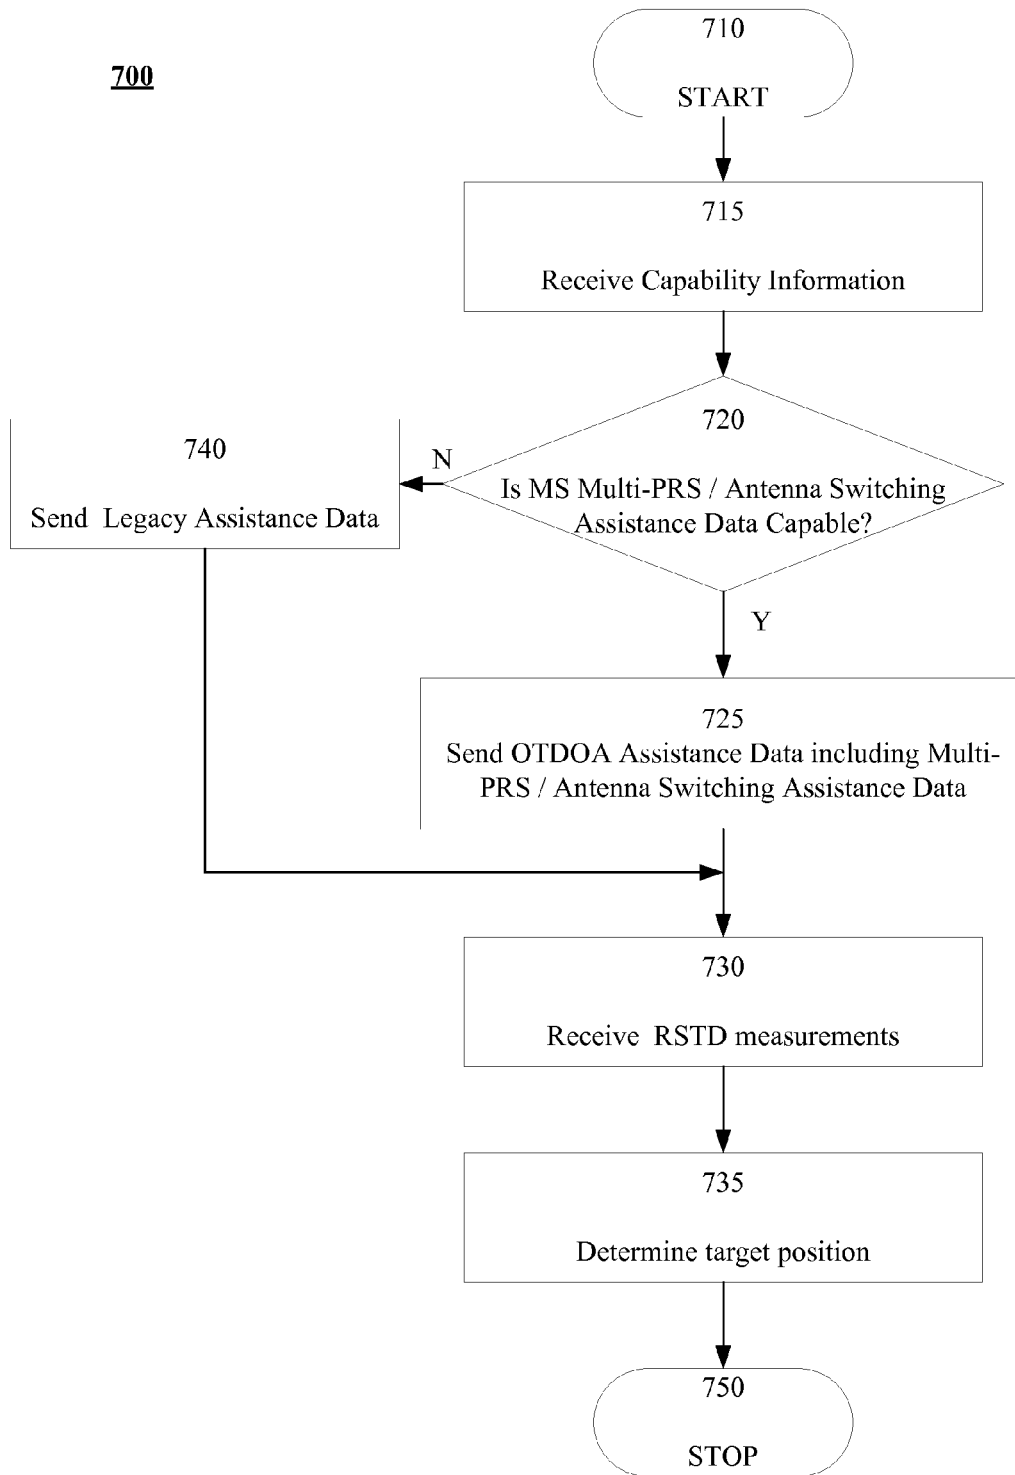 700
710
START
715
Receive Capability Information
720
Is MS Multi-PRS / Antenna Switching
Assistance Data Capable?
N
740
Send Legacy Assistance Data
Y
725
Send OTDOA Assistance Data including Multi-
PRS / Antenna Switching Assistance Data
730
Receive RSTD measurements
735
Determine target position
750
STOP